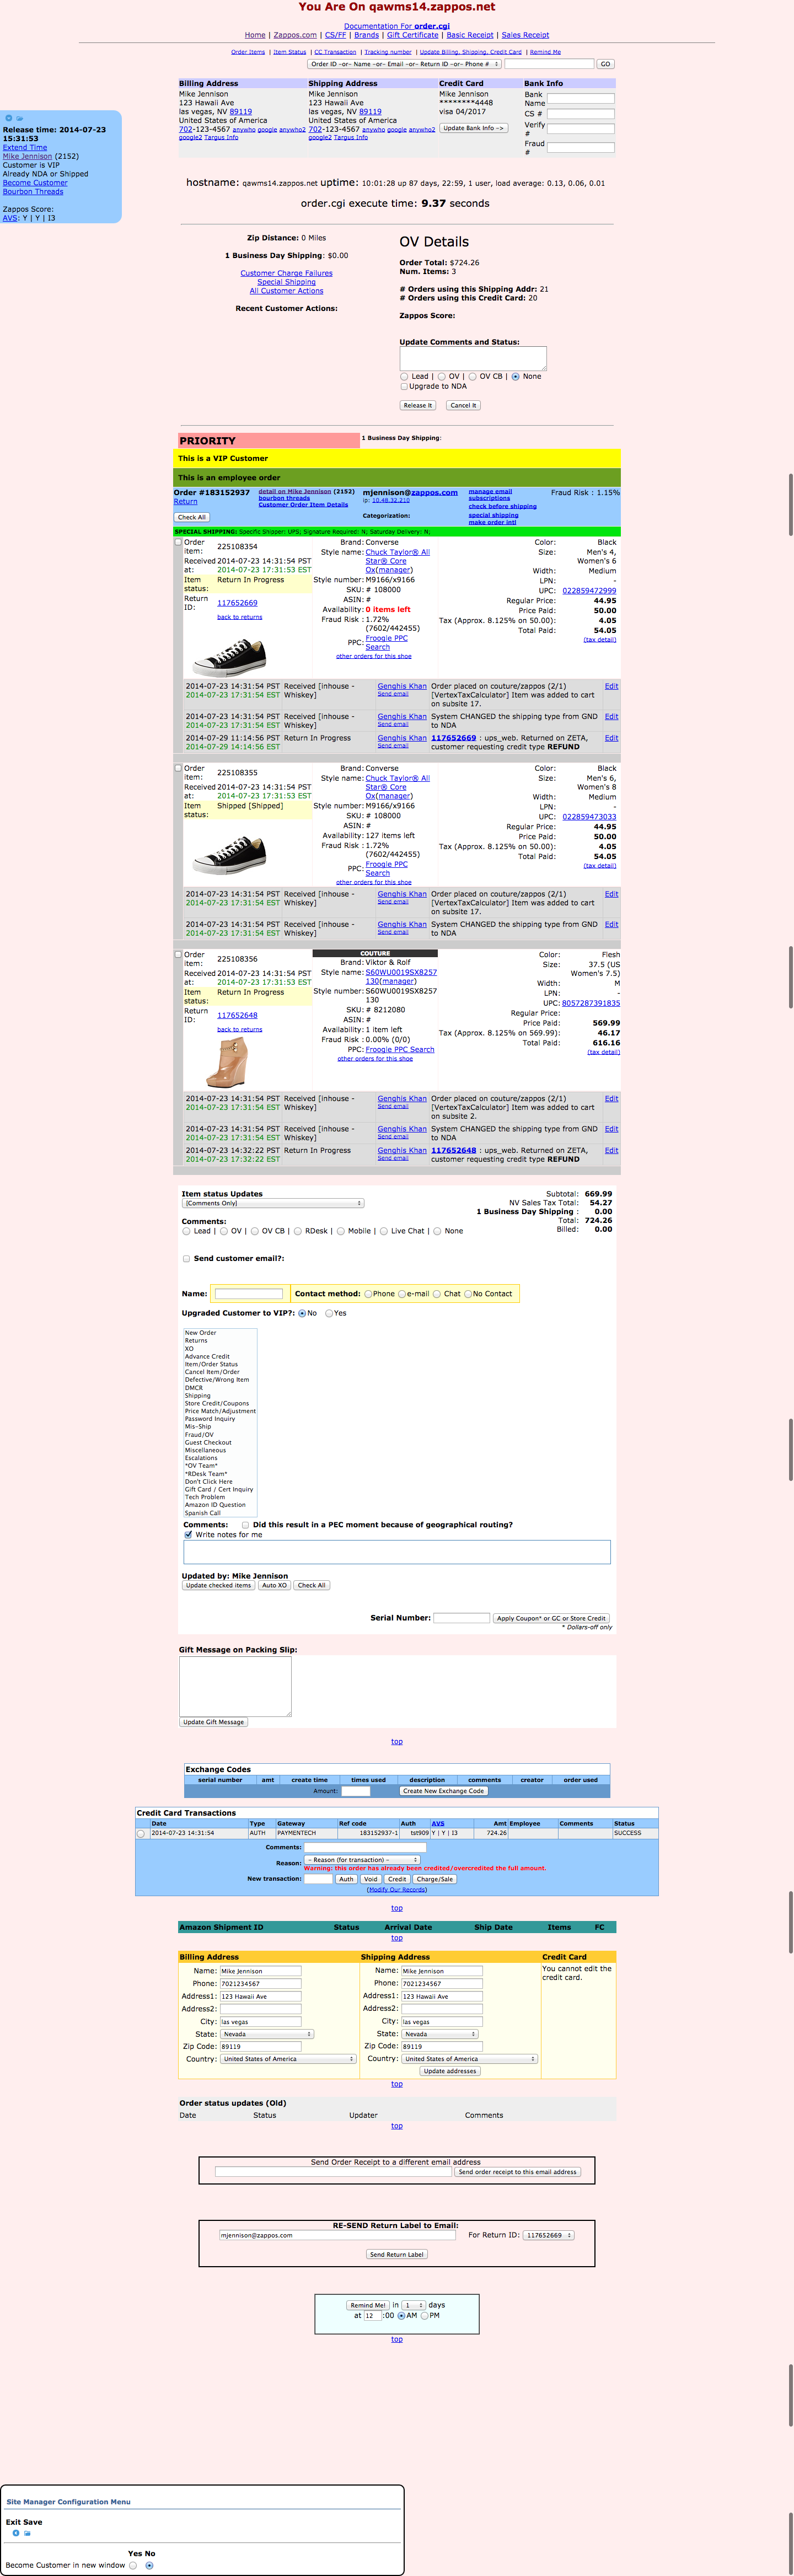 You Are On qawms14.zappos.net
Documentation For order.cgi
Home | Zappos.com | CS/FF | Brands | Gift Certificate | Basic Receipt | Sales Receipt
Order Items | Item Status | CC Transaction | Tracking number | Update Billing, Shipping, Credit Card | Remind Me
Order ID -or- Name -or- Email -or- Return ID -or- Phone # GO
Billing Address Shipping Address Credit Card Bank Info
Mike Jennison Mike Jennison Mike Jennison Bank Name
123 Hawaii Ave 123 Hawaii Ave ********4448 CS #
las vegas, NV 89119 las vegas, NV 89119 visa 04/2017 Verify #
United States of America United States of America Update Bank Info -> Fraud #
702-123-4567 anywho google anywho2 702-123-4567 anywho google anywho2
google2 Targus Info google2 Targus Info
Release time: 2014-07-23
15:31:53
Extend Time
Mike Jennison (2152)
Customer is VIP
Already NDA or Shipped
Become Customer
Bourbon Threads
Zappos Score:
AVS: Y | Y | I3
hostname: qawms14.zappos.net uptime: 10:01:28 up 87 days, 22:59, 1 user, load average: 0.13, 0.06, 0.01
order.cgi execute time: 9.37 seconds
Zip Distance: 0 Miles
1 Business Day Shipping: $0.00
Customer Charge Failures
Special Shipping
All Customer Actions
Recent Customer Actions:
OV Details
Order Total: $724.26
Num. Items: 3
# Orders using this Shipping Addr: 21
# Orders using this Credit Card: 20
Zappos Score:
Update Comments and Status:
Lead | OV | OV CB | None
Upgrade to NDA
Release It Cancel It
PRIORITY 1 Business Day Shipping:
This is a VIP Customer
This is an employee order
Order #183152937 detail on Mike Jennison (2152) mjennison@zappos.com manage email Fraud Risk : 1.15%
Return bourbon threads ip: 10.48.32.210 subscriptions
Customer Order Item Details check before shipping
Check All Categorization: special shipping
make order intl
SPECIAL SHIPPING: Specific Shipper: UPS; Signature Required: N; Saturday Delivery: N;
Order item: 225108354
Received at: 2014-07-23 14:31:53 PST
2014-07-23 17:31:53 EST
Item status: Return In Progress
Return ID: 117652669
back to returns
Brand: Converse
Style name: Chuck Taylor® All
Star® Core
Ox(manager)
Style number: M9166/x9166
SKU: # 108000
ASIN: #
Availability: 0 items left
Fraud Risk : 1.72%
(7602/442455)
PPC: Froogle PPC
Search
other orders for this shoe
Color: Black
Size: Men's 4,
Women's 6
Width: Medium
LPN: -
UPC: 022859472999
Regular Price: 44.95
Price Paid: 50.00
Tax (Approx. 8.125% on 50.00): 4.05
Total Paid: 54.05
(tax detail)
2014-07-23 14:31:54 PST Received [inhouse - Genghis Khan Order placed on couture/zappos (2/1) Edit
2014-07-23 17:31:54 EST Whiskey] Send email [VertexTaxCalculator] Item was added to cart
on subsite 17.
2014-07-23 14:31:54 PST Received [inhouse - Genghis Khan System CHANGED the shipping type from GND Edit
2014-07-23 17:31:54 EST Whiskey] Send email to NDA
2014-07-29 11:14:56 PST Return In Progress Genghis Khan 117652669 : ups_web. Returned on ZETA, Edit
2014-07-29 14:14:56 EST Send email customer requesting credit type REFUND
Order item: 225108355
Received at: 2014-07-23 14:31:53 PST
2014-07-23 17:31:53 EST
Item status: Shipped [Shipped]
Brand: Converse
Style name: Chuck Taylor® All
Star® Core
Ox(manager)
Style number: M9166/x9166
SKU: # 108000
ASIN: #
Availability: 127 items left
Fraud Risk : 1.72%
(7602/442455)
PPC: Froogle PPC
Search
other orders for this shoe
Color: Black
Size: Men's 6,
Women's 8
Width: Medium
LPN: -
UPC: 022859473033
Regular Price: 44.95
Price Paid: 50.00
Tax (Approx. 8.125% on 50.00): 4.05
Total Paid: 54.05
(tax detail)
2014-07-23 14:31:54 PST Received [inhouse - Genghis Khan Order placed on couture/zappos (2/1) Edit
2014-07-23 17:31:54 EST Whiskey] Send email [VertexTaxCalculator] Item was added to cart
on subsite 17.
2014-07-23 14:31:54 PST Received [inhouse - Genghis Khan System CHANGED the shipping type from GND Edit
2014-07-23 17:31:54 EST Whiskey] Send email to NDA
Order item: 225108356
Received at: 2014-07-23 14:31:54 PST
2014-07-23 17:31:53 EST
Item status: Return In Progress
Return ID: 117652648
back to returns
COUTURE
Brand: Viktor & Rolf
Style name: S60WU0019SX8257
130(manager)
Style number: S60WU0019SX8257
130
SKU: # 8212080
ASIN: #
Availability: 1 item left
Fraud Risk : 0.00% (0/0)
PPC: Froogle PPC Search
other orders for this shoe
Color: Flesh
Size: 37.5 (US
Women's 7.5)
Width: M
LPN: -
UPC: 8057287391835
Regular Price:
Price Paid: 569.99
Tax (Approx. 8.125% on 569.99): 46.17
Total Paid: 616.16
(tax detail)
2014-07-23 14:31:54 PST Received [inhouse - Genghis Khan Order placed on couture/zappos (2/1) Edit
2014-07-23 17:31:54 EST Whiskey] Send email [VertexTaxCalculator] Item was added to cart
on subsite 2.
2014-07-23 14:31:54 PST Received [inhouse - Genghis Khan System CHANGED the shipping type from GND Edit
2014-07-23 17:31:54 EST Whiskey] Send email to NDA
2014-07-23 14:32:22 PST Return In Progress Genghis Khan 117652648 : ups_web. Returned on ZETA, Edit
2014-07-23 17:32:22 EST Send email customer requesting credit type REFUND
Item status Updates
[Comments Only]
Comments:
Lead | OV | OV CB | RDesk | Mobile | Live Chat | None
Subtotal: 669.99
NV Sales Tax Total: 54.27
1 Business Day Shipping : 0.00
Total: 724.26
Billed: 0.00
Send customer email?:
Name: Contact method: Phone e-mail Chat No Contact
Upgraded Customer to VIP?: No Yes
New Order
Returns
XO
Advance Credit
Item/Order Status
Cancel Item/Order
Defective/Wrong Item
DMCR
Shipping
Store Credit/Coupons
Price Match/Adjustment
Password Inquiry
Mis-Ship
Fraud/OV
Guest Checkout
Miscellaneous
Escalations
*OV Team*
*RDesk Team*
Don't Click Here
Gift Card / Cert Inquiry
Tech Problem
Amazon ID Question
Spanish Call
Comments: Did this result in a PEC moment because of geographical routing?
Write notes for me
Updated by: Mike Jennison
Update checked items Auto XO Check All
Serial Number: Apply Coupon* or GC or Store Credit
* Dollars-off only
Gift Message on Packing Slip:
Update Gift Message
top
Exchange Codes
serial number amt create time times used description comments creator order used
Amount: Create New Exchange Code
Credit Card Transactions
Date Type Gateway Ref code Auth AVS Amt Employee Comments Status
2014-07-23 14:31:54 AUTH PAYMENTECH 183152937-1 tst909 Y | Y | I3 724.26 SUCCESS
Comments:
Reason: - Reason (for transaction) -
Warning: this order has already been credited/overcredited the full amount.
New transaction: Auth Void Credit Charge/Sale
(Modify Our Records)
top
Amazon Shipment ID Status Arrival Date Ship Date Items FC
top
Billing Address Shipping Address Credit Card
Name: Mike Jennison Name: Mike Jennison You cannot edit the
Phone: 7021234567 Phone: 7021234567 credit card.
Address1: 123 Hawaii Ave Address1: 123 Hawaii Ave
Address2: Address2:
City: las vegas City: las vegas
State: Nevada State: Nevada
Zip Code: 89119 Zip Code: 89119
Country: United States of America Country: United States of America
Update addresses
top
Order status updates (Old)
Date Status Updater Comments
top
Send Order Receipt to a different email address
Send order receipt to this email address
RE-SEND Return Label to Email:
mjennison@zappos.com For Return ID: 117652669
Send Return Label
Remind Me! in 1 days
at 12 :00 AM PM
top
Site Manager Configuration Menu
Exit Save
Yes No
Become Customer in new window